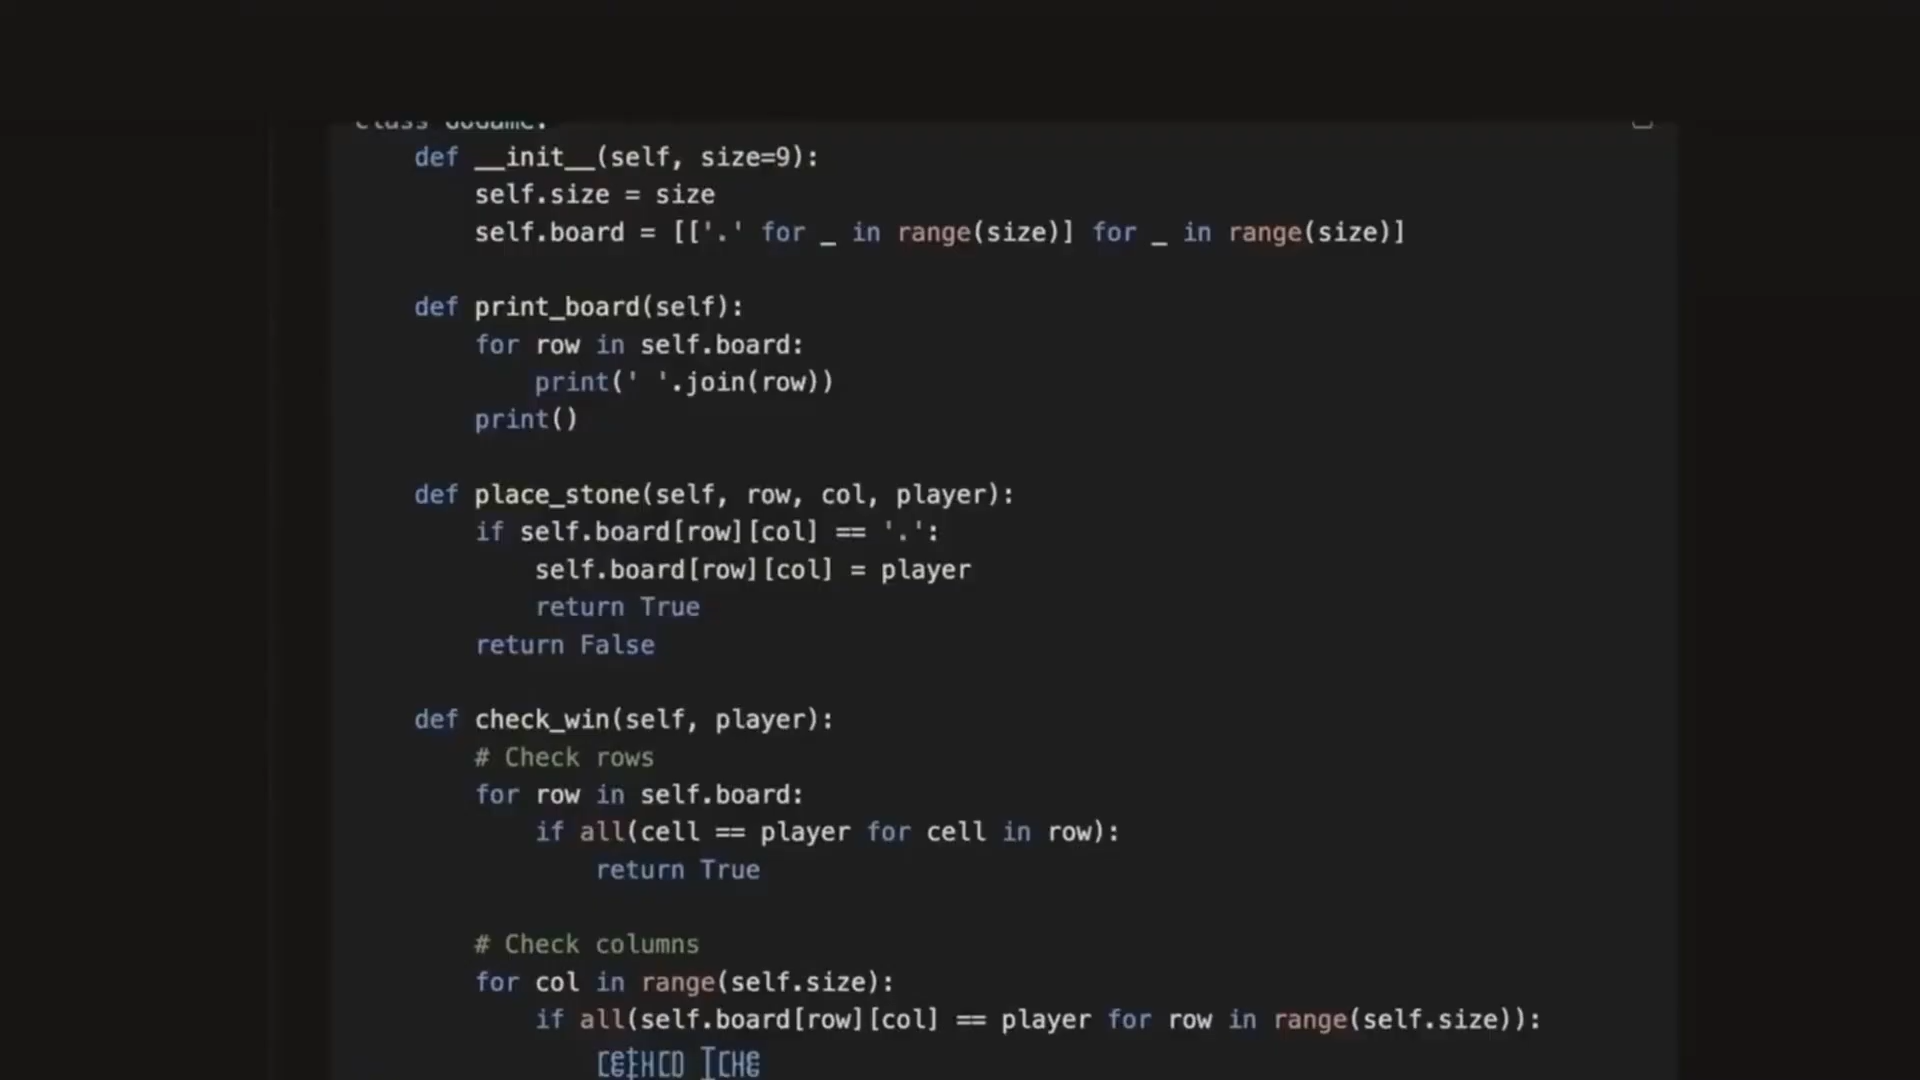 class GoGame:
def __init__(self, size=9):
self.size = size
self.board = [['.' for _ in range(size)] for _ in range(size)]
def print_board(self):
for row in self.board:
print(' '.join(row))
print()
def place_stone(self, row, col, player):
if self.board[row][col] == '.':
self.board[row][col] = player
return True
return False
def check_win(self, player):
# Check rows
for row in self.board:
if all(cell == player for cell in row):
return True
# Check columns
for col in range(self.size):
if all(self.board[row][col] == player for row in range(self.size)):